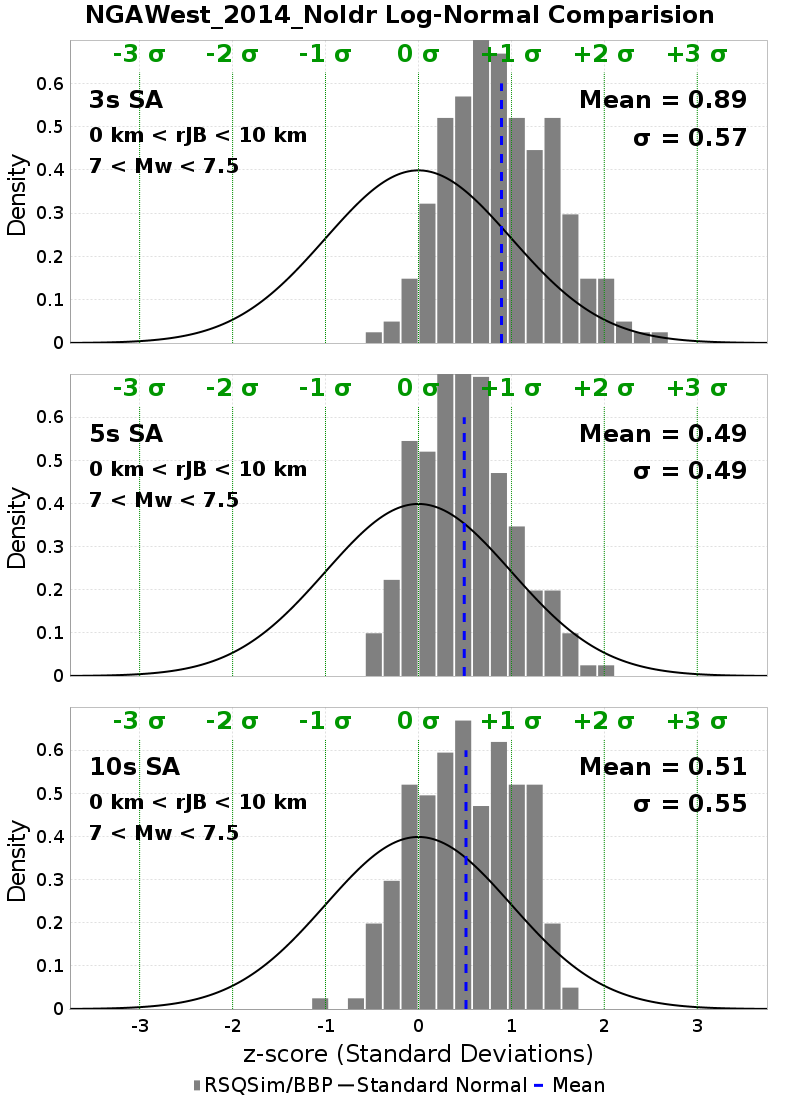 NGAWest_2014_NoIdr Log-Normal Comparision
-3 σ -2 σ -1 σ 0 σ +1 σ +2 σ +3 σ
3s SA
Mean = 0.89
0 km < rJB < 10 km
σ = 0.57
7 < Mw < 7.5
0.6
0.5
0.4
0.3
0.2
0.1
0
Density
-3 σ -2 σ -1 σ 0 σ +1 σ +2 σ +3 σ
5s SA
Mean = 0.49
0 km < rJB < 10 km
σ = 0.49
7 < Mw < 7.5
0.6
0.5
0.4
0.3
0.2
0.1
0
Density
-3 σ -2 σ -1 σ 0 σ +1 σ +2 σ +3 σ
10s SA
Mean = 0.51
0 km < rJB < 10 km
σ = 0.55
7 < Mw < 7.5
0.6
0.5
0.4
0.3
0.2
0.1
0
Density
-3 -2 -1 0 1 2 3
z-score (Standard Deviations)
RSQSim/BBP Standard Normal Mean